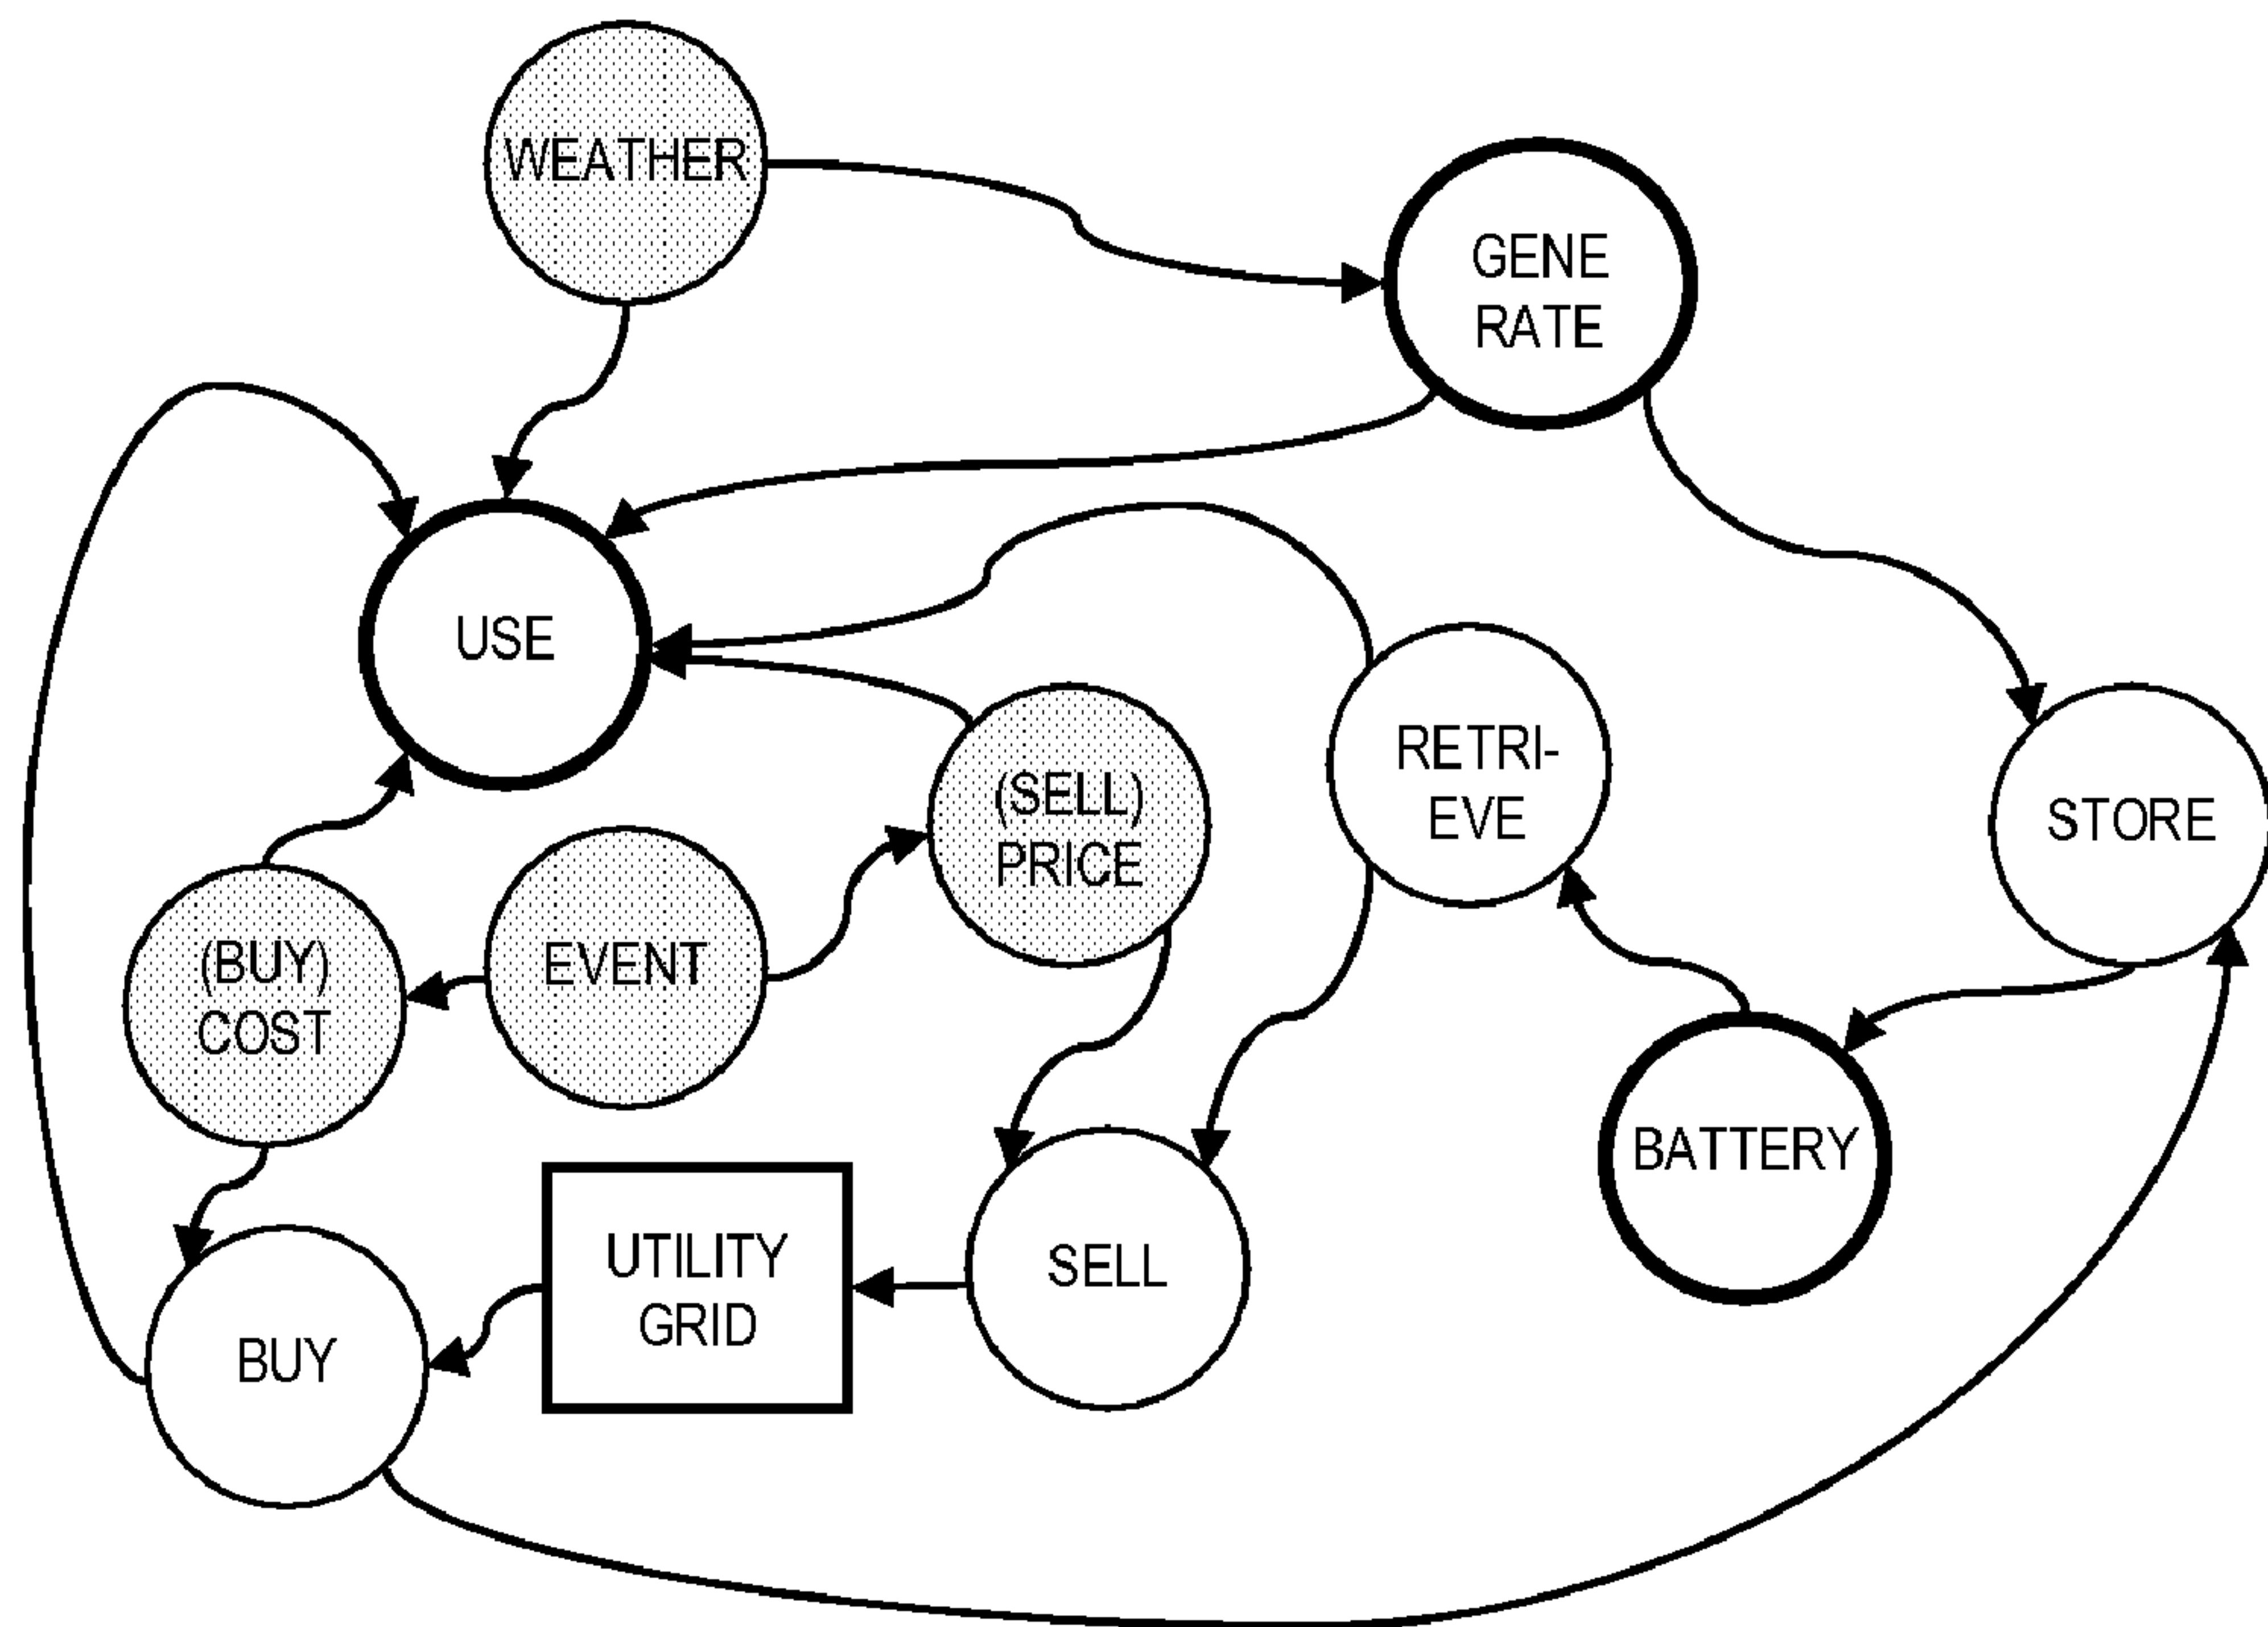 WEATHER
GENE
RATE
USE
(SELL)
PRICE
RETRI-
EVE
STORE
(BUY)
COST
EVENT
BATTERY
UTILITY
GRID
SELL
BUY